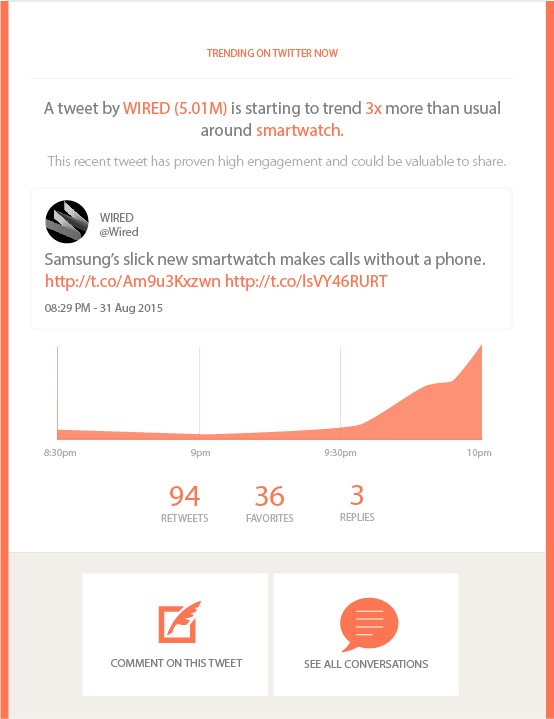 TRENDING ON TWITTER NOW
A tweet by WIRED (5.01M) is starting to trend 3x more than usual
around smartwatch.
This recent tweet has proven high engagement and could be valuable to share.
WIRED
@Wired
Samsung's slick new smartwatch makes calls without a phone.
http://t.co/Am9u3Kxzwn http://t.co/lsVY46RURT
08:29 PM - 31 Aug 2015
8:30pm 9pm 9:30pm 10pm
94 36 3
RETWEETS FAVORITES REPLIES
COMMENT ON THIS TWEET SEE ALL CONVERSATIONS